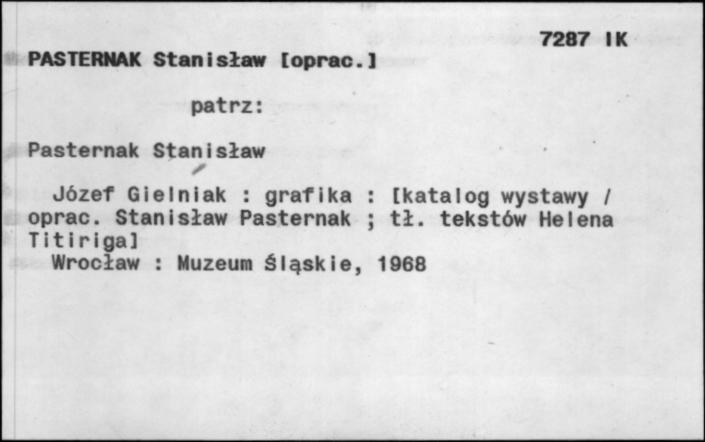 7287 IK
PASTERNAK Stanisław [oprac.]
patrz:
Pasternak Stanisław
Józef Gielniak : grafika : [katalog wystawy /
oprac. Stanisław Pasternak ; tł. tekstów Helena
Titiriga]
Wrocław : Muzeum Śląskie, 1968